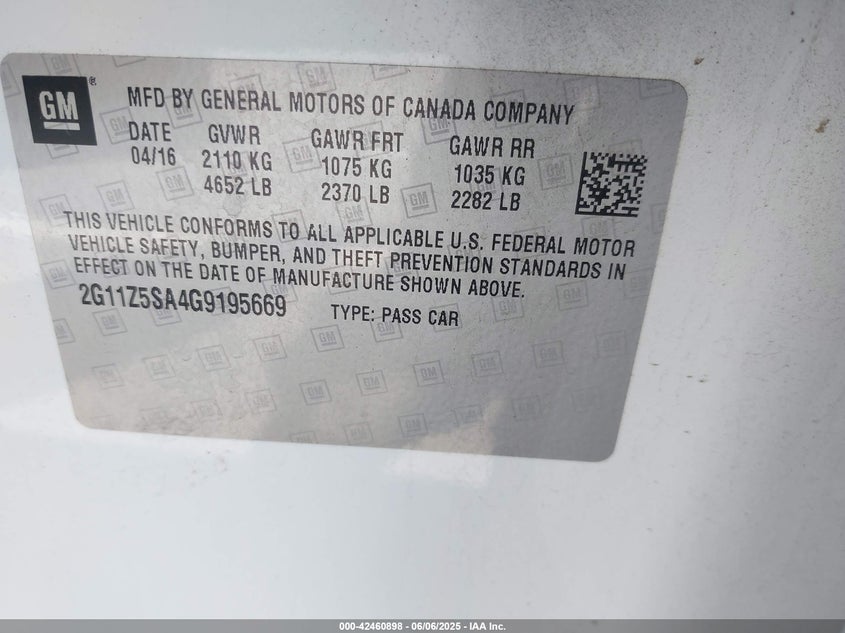 GM
MFD BY GENERAL MOTORS OF CANADA COMPANY
DATE GVWR GAWR FRT GAWR RR
04/16 2110 KG 1075 KG 1035 KG
4652 LB 2370 LB 2282 LB
THIS VEHICLE CONFORMS TO ALL APPLICABLE U.S. FEDERAL MOTOR
VEHICLE SAFETY, BUMPER, AND THEFT PREVENTION STANDARDS IN
EFFECT ON THE DATE OF MANUFACTURE SHOWN ABOVE.
2G11Z5SA4G9195669 TYPE: PASS CAR
000-42460898 - 06/06/2025 - IAA Inc.